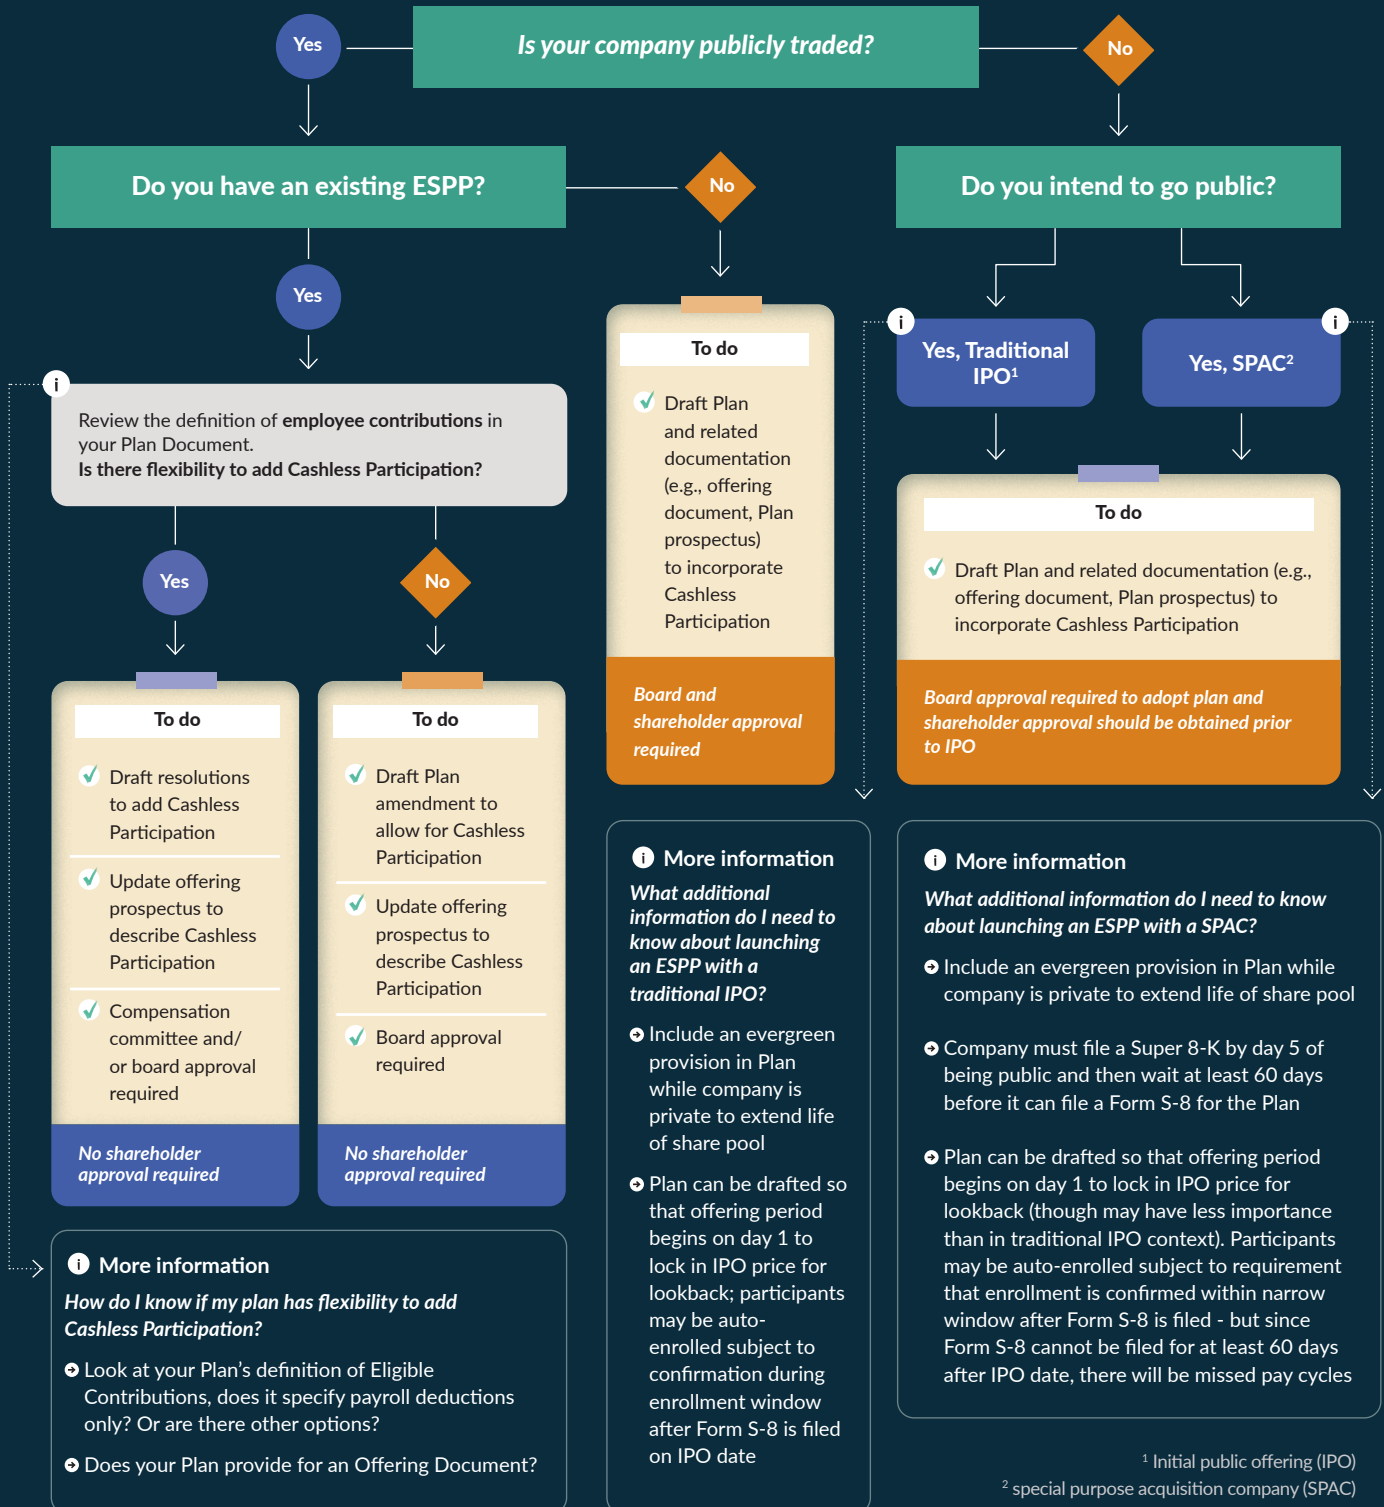 Is your company publicly traded?
Yes
No
Do you have an existing ESPP?
No
Do you intend to go public?
Yes
i
Review the definition of employee contributions in
your Plan Document.
Is there flexibility to add Cashless Participation?
Yes
No
To do
Draft resolutions
to add Cashless
Participation
Update offering
prospectus to
describe Cashless
Participation
Compensation
committee and/
or board approval
required
No shareholder
approval required
To do
Draft Plan
amendment to
allow for Cashless
Participation
Update offering
prospectus to
describe Cashless
Participation
Board approval
required
No shareholder
approval required
i More information
How do I know if my plan has flexibility to add
Cashless Participation?
Look at your Plan’s definition of Eligible
Contributions, does it specify payroll deductions
only? Or are there other options?
Does your Plan provide for an Offering Document?
To do
Draft Plan
and related
documentation
(e.g., offering
document, Plan
prospectus)
to incorporate
Cashless
Participation
Board and
shareholder approval
required
i
Yes, Traditional
IPO¹
i
Yes, SPAC²
To do
Draft Plan and related documentation (e.g.,
offering document, Plan prospectus) to
incorporate Cashless Participation
Board approval required to adopt plan and
shareholder approval should be obtained prior
to IPO
i More information
What additional
information do I need to
know about launching
an ESPP with a
traditional IPO?
Include an evergreen
provision in Plan
while company is
private to extend life
of share pool
Plan can be drafted so
that offering period
begins on day 1 to
lock in IPO price for
lookback; participants
may be auto-
enrolled subject to
confirmation during
enrollment window
after Form S-8 is filed
on IPO date
i More information
What additional information do I need to know
about launching an ESPP with a SPAC?
Include an evergreen provision in Plan while
company is private to extend life of share pool
Company must file a Super 8-K by day 5 of
being public and then wait at least 60 days
before it can file a Form S-8 for the Plan
Plan can be drafted so that offering period
begins on day 1 to lock in IPO price for
lookback (though may have less importance
than in traditional IPO context). Participants
may be auto-enrolled subject to requirement
that enrollment is confirmed within narrow
window after Form S-8 is filed - but since
Form S-8 cannot be filed for at least 60 days
after IPO date, there will be missed pay cycles
¹ Initial public offering (IPO)
² special purpose acquisition company (SPAC)